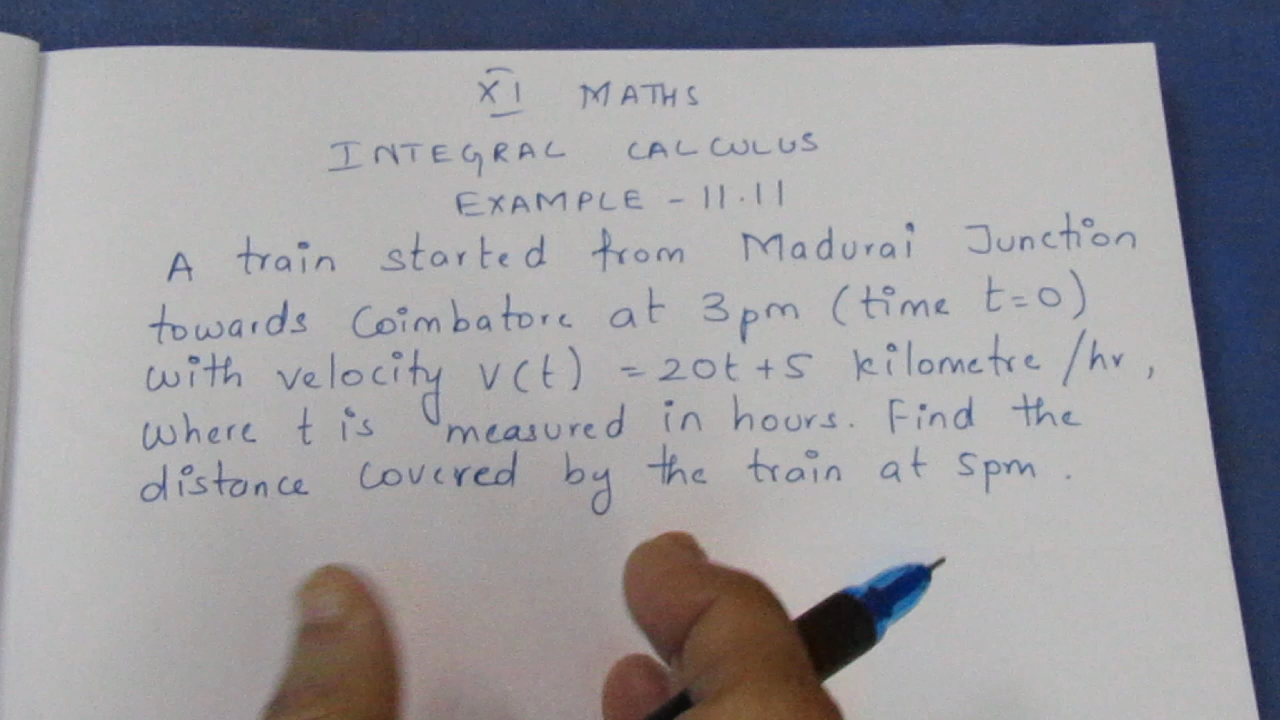 XI MATHS
INTEGRAL CALCULUS
EXAMPLE - 11.11
A train started from Madurai Junction
towards Coimbatore at 3pm (time t=0)
with velocity v(t) = 20t+5 kilometre /hr,
where t is measured in hours. Find the
distance covered by the train at 5pm.